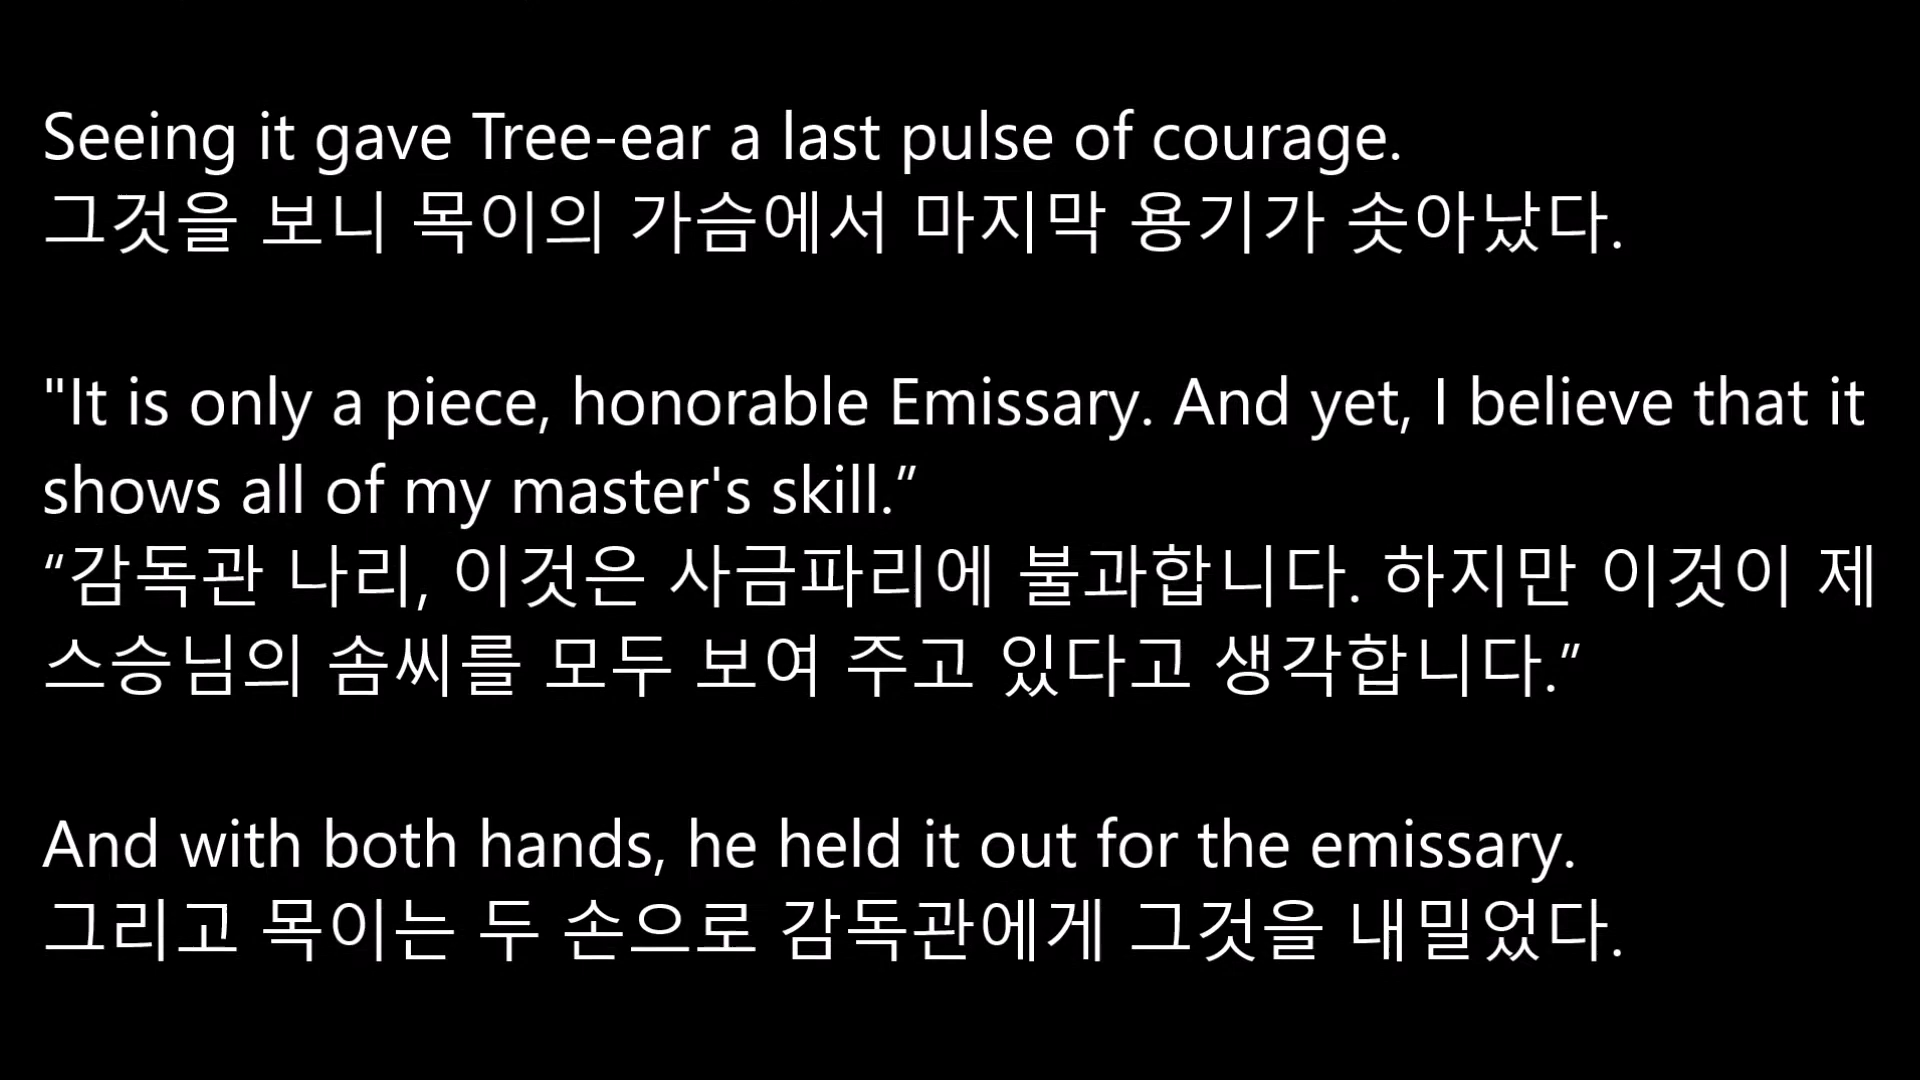 Seeing it gave Tree-ear a last pulse of courage.
그것을 보니 목이의 가슴에서 마지막 용기가 솟아났다.
"It is only a piece, honorable Emissary. And yet, I believe that it
shows all of my master's skill.”
“감독관 나리, 이것은 사금파리에 불과합니다. 하지만 이것이 제
스승님의 솜씨를 모두 보여 주고 있다고 생각합니다.”
And with both hands, he held it out for the emissary.
그리고 목이는 두 손으로 감독관에게 그것을 내밀었다.